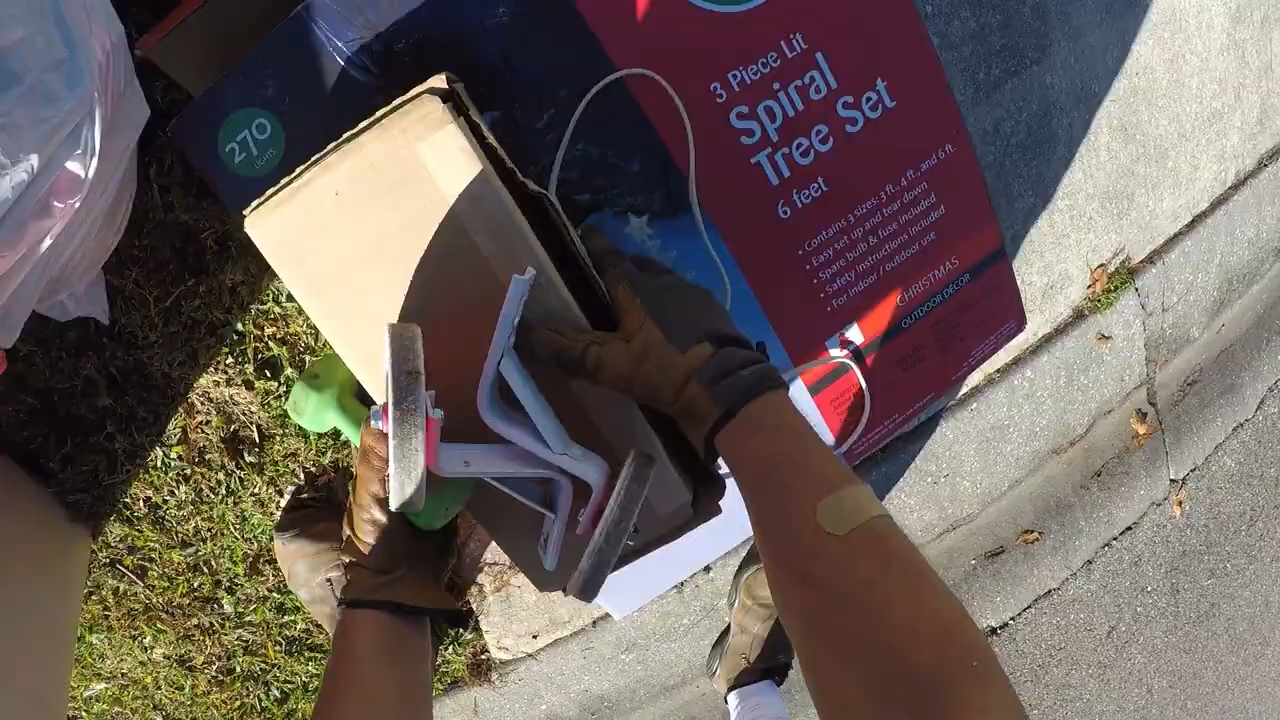 270
LIGHTS
3 Piece Lit
Spiral
Tree Set
6 feet
• Contains 3 sizes: 3 ft., 4 ft., and 6 ft.
• Easy set up and tear down
• Spare bulb & fuse included
• Safety instructions included
• For indoor / outdoor use
CHRISTMAS
OUTDOOR DÉCOR